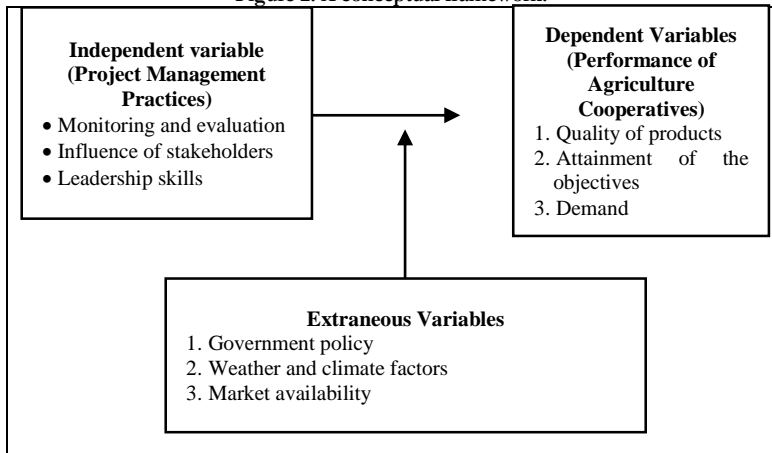 Independent variable
(Project Management
Practices)
• Monitoring and evaluation
• Influence of stakeholders
• Leadership skills
Dependent Variables
(Performance of
Agriculture
Cooperatives)
1. Quality of products
2. Attainment of the
objectives
3. Demand
Extraneous Variables
1. Government policy
2. Weather and climate factors
3. Market availability